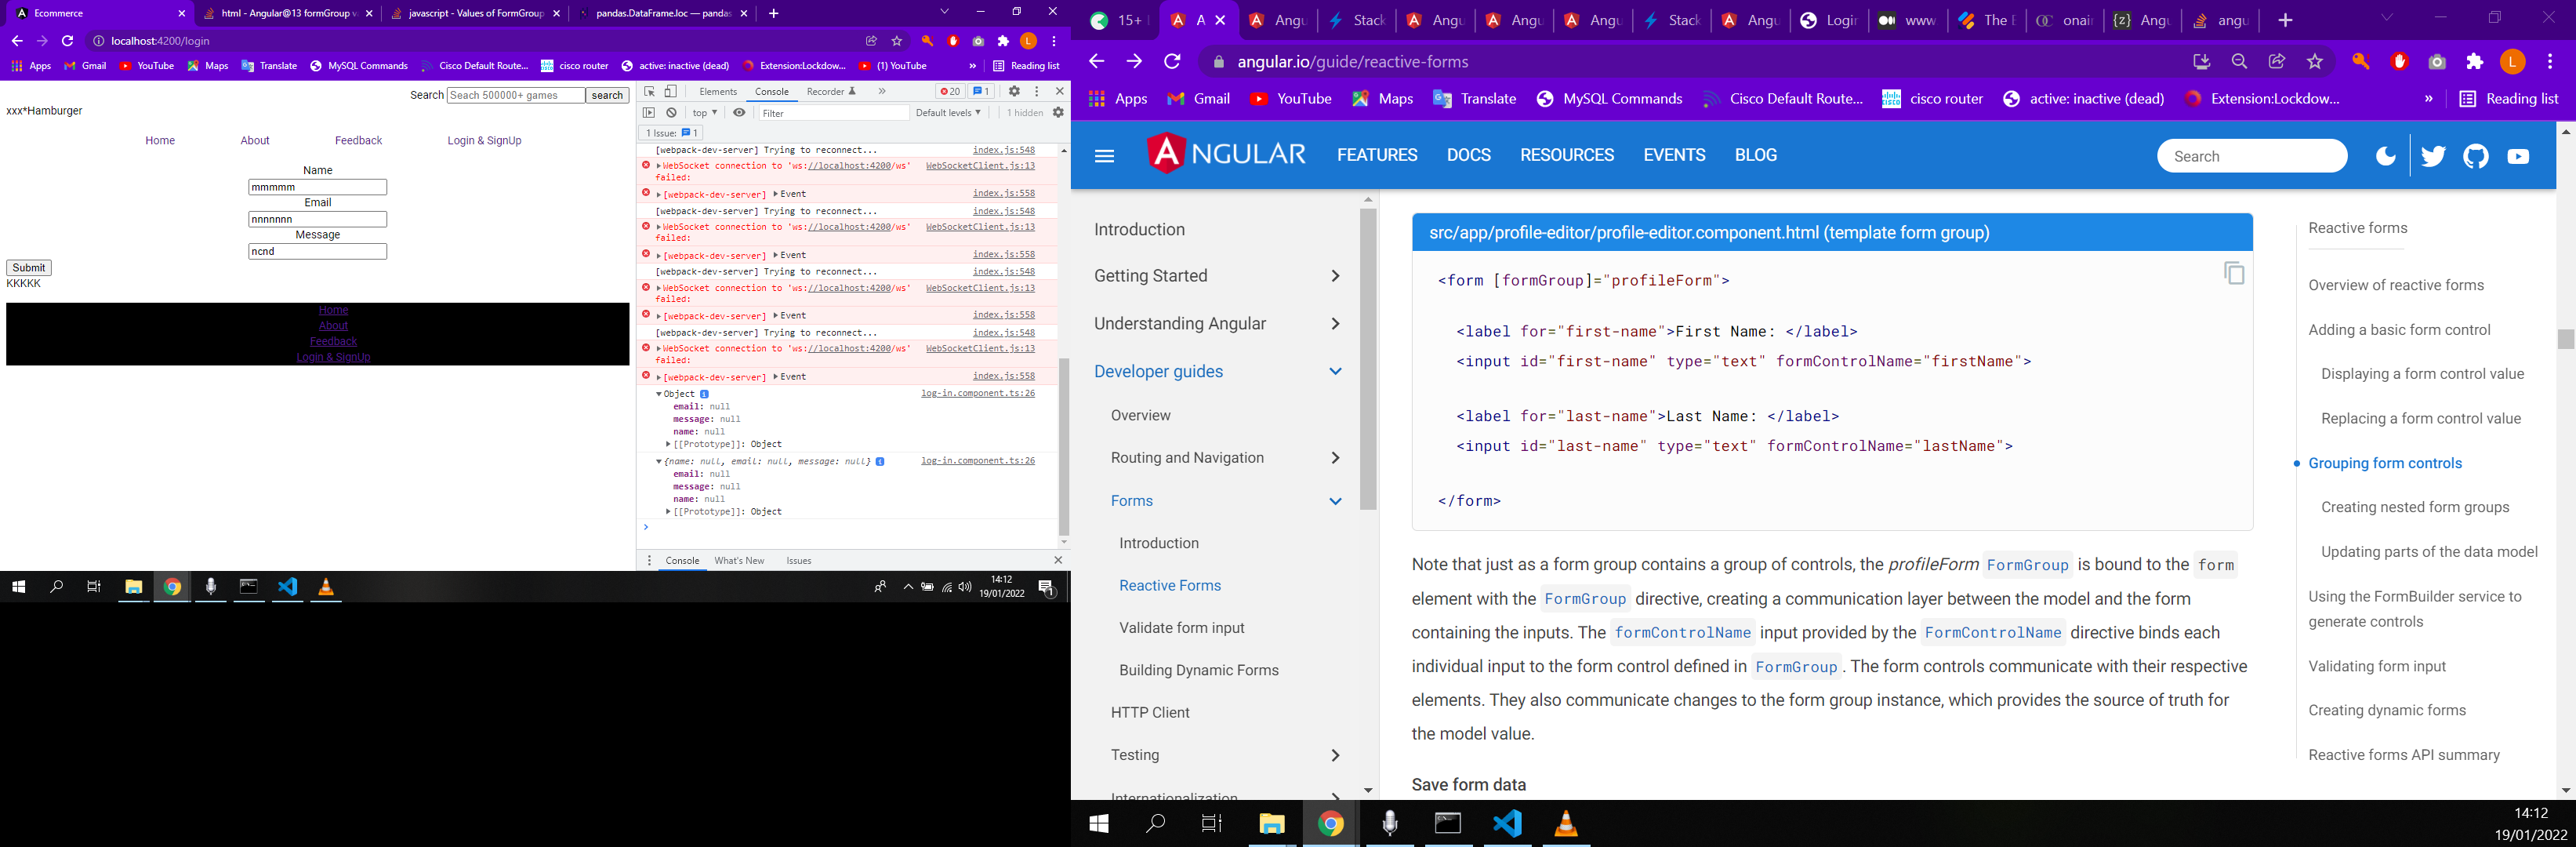 Ecommerce
html - Angular@13 formGroup v
javascript - Values of FormGroup
pandas.DataFrame.loc — pandas
localhost:4200/login
Apps
Gmail
YouTube
Maps
Translate
MySQL Commands
Cisco Default Route...
cisco router
active: inactive (dead)
Extension:Lockdow...
(1) YouTube
»
Reading list
Search
Seach 500000+ games
search
xxx*Hamburger
Home
About
Feedback
Login & SignUp
Name
mmmmm
Email
nnnnnnn
Message
ncnd
Submit
KKKKK
Home
About
Feedback
Login & SignUp
Elements
Console
Recorder
»
20
1
top ▼
Filter
Default levels ▼
1 hidden
1 Issue: 1
[webpack-dev-server] Trying to reconnect... index.js:548
WebSocket connection to 'ws://localhost:4200/ws' WebSocketClient.js:13
failed:
[webpack-dev-server] Event index.js:558
[webpack-dev-server] Trying to reconnect... index.js:548
WebSocket connection to 'ws://localhost:4200/ws' WebSocketClient.js:13
failed:
[webpack-dev-server] Event index.js:558
[webpack-dev-server] Trying to reconnect... index.js:548
WebSocket connection to 'ws://localhost:4200/ws' WebSocketClient.js:13
failed:
[webpack-dev-server] Event index.js:558
[webpack-dev-server] Trying to reconnect... index.js:548
WebSocket connection to 'ws://localhost:4200/ws' WebSocketClient.js:13
failed:
[webpack-dev-server] Event index.js:558
Object log-in.component.ts:26
email: null
message: null
name: null
[[Prototype]]: Object
{name: null, email: null, message: null} log-in.component.ts:26
email: null
message: null
name: null
[[Prototype]]: Object
Console
What's New
Issues
14:12
19/01/2022
1
15+
A
Angu
Stack
Angu
Angu
Angu
Stack
Angu
Login
www
The
onair
Angu
angu
angular.io/guide/reactive-forms
L
Apps
Gmail
YouTube
Maps
Translate
MySQL Commands
Cisco Default Route...
cisco router
active: inactive (dead)
Extension:Lockdow...
»
Reading list
ANGULAR
FEATURES
DOCS
RESOURCES
EVENTS
BLOG
Search
Introduction
Getting Started
Understanding Angular
Developer guides
Overview
Routing and Navigation
Forms
Introduction
Reactive Forms
Validate form input
Building Dynamic Forms
HTTP Client
Testing
Internationalization
src/app/profile-editor/profile-editor.component.html (template form group)
<form [formGroup]="profileForm">
<label for="first-name">First Name: </label>
<input id="first-name" type="text" formControlName="firstName">
<label for="last-name">Last Name: </label>
<input id="last-name" type="text" formControlName="lastName">
</form>
Note that just as a form group contains a group of controls, the profileForm FormGroup is bound to the form
element with the FormGroup directive, creating a communication layer between the model and the form
containing the inputs. The formControlName input provided by the FormControlName directive binds each
individual input to the form control defined in FormGroup. The form controls communicate with their respective
elements. They also communicate changes to the form group instance, which provides the source of truth for
the model value.
Save form data
Reactive forms
Overview of reactive forms
Adding a basic form control
Displaying a form control value
Replacing a form control value
Grouping form controls
Creating nested form groups
Updating parts of the data model
Using the FormBuilder service to
generate controls
Validating form input
Creating dynamic forms
Reactive forms API summary
14:12
19/01/2022